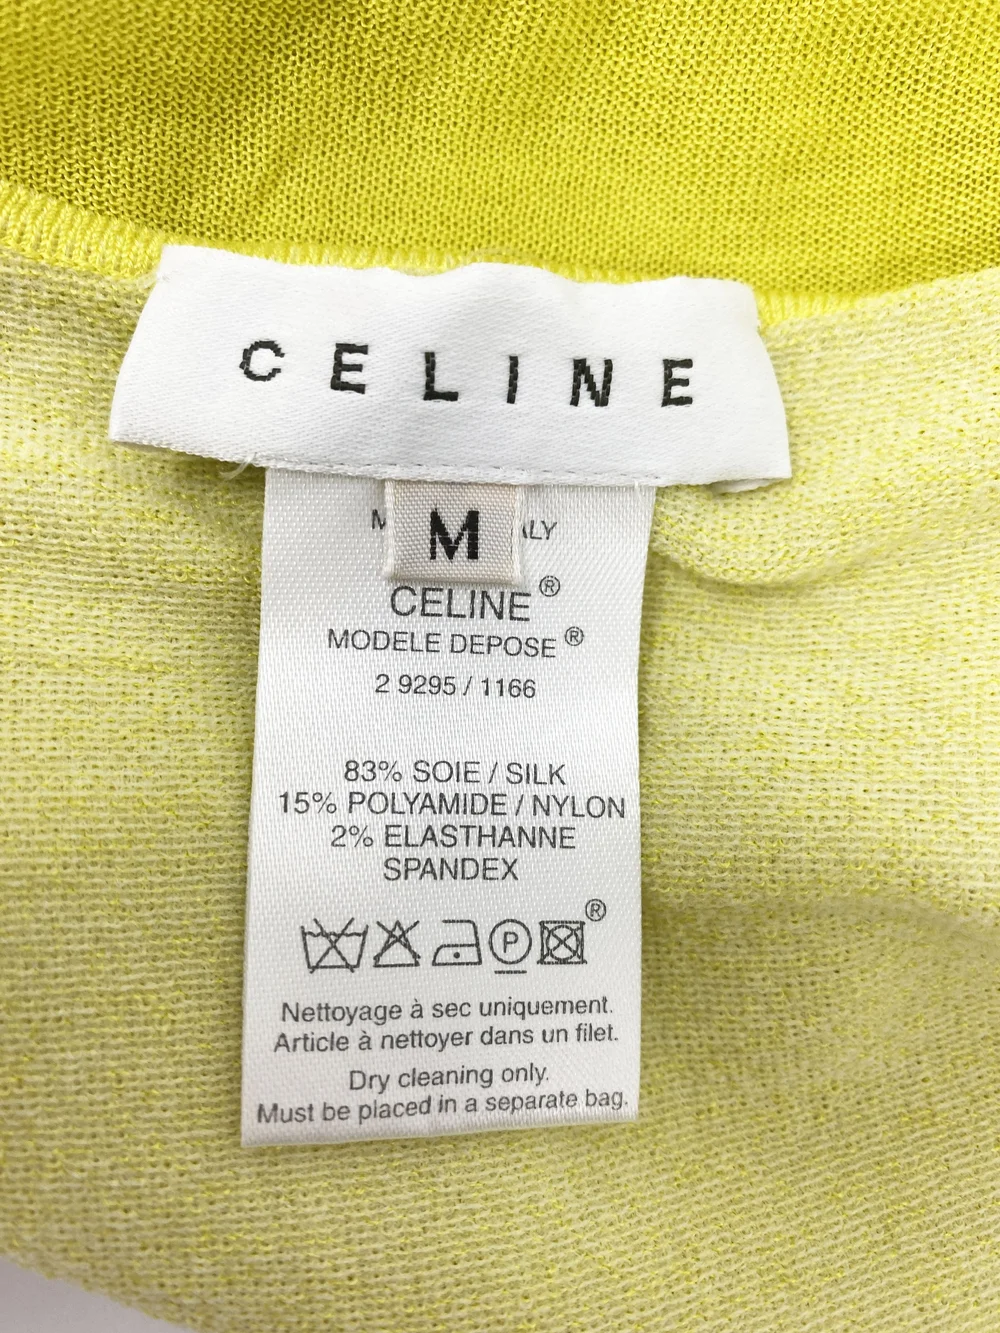 CELINE
M
CELINE®
MODELE DEPOSE®
2 9295 / 1166
83% SOIE / SILK
15% POLYAMIDE / NYLON
2% ELASTHANNE
SPANDEX
P ®
Nettoyage à sec uniquement.
Article à nettoyer dans un filet.
Dry cleaning only.
Must be placed in a separate bag.